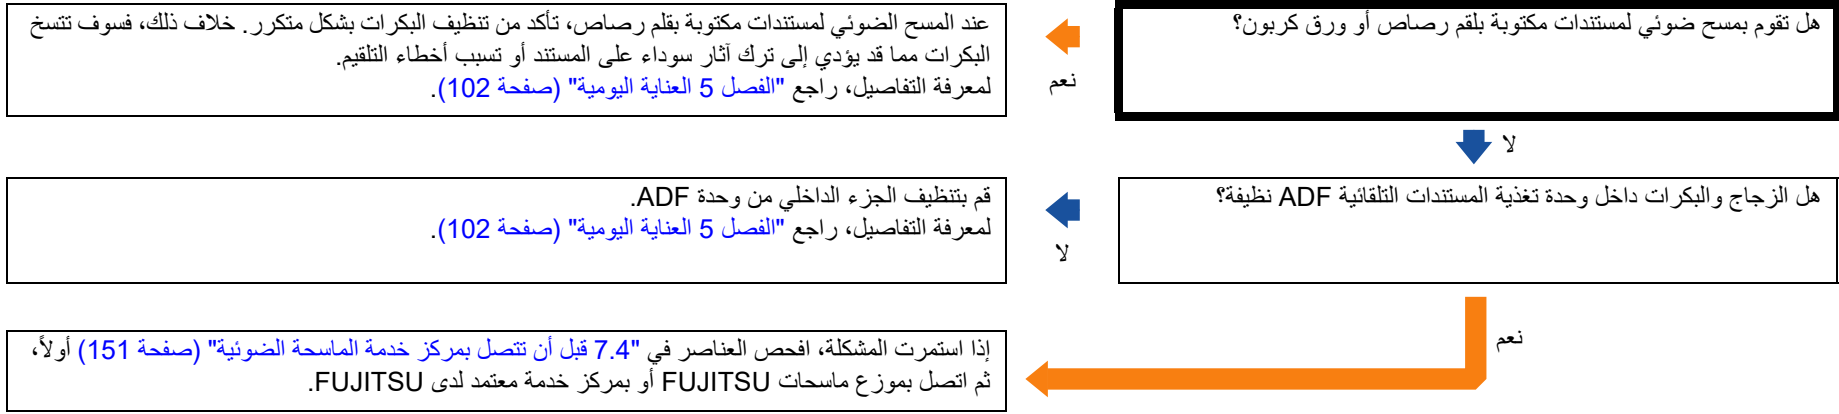 هل تقوم بمسح ضوئي لمستندات مكتوبة بلقم رصاص أو ورق كربون؟
نعم
عند المسح الضوئي لمستندات مكتوبة بقلم رصاص، تأكد من تنظيف البكرات بشكل متكرر. خلاف ذلك، فسوف تتسخ
البكرات مما قد يؤدي إلى ترك آثار سوداء على المستند أو تسبب أخطاء التلقيم.
لمعرفة التفاصيل، راجع "الفصل 5 العناية اليومية" (صفحة 102).
لا
هل الزجاج والبكرات داخل وحدة تغذية المستندات التلقائية ADF نظيفة؟
لا
قم بتنظيف الجزء الداخلي من وحدة ADF.
لمعرفة التفاصيل، راجع "الفصل 5 العناية اليومية" (صفحة 102).
نعم
إذا استمرت المشكلة، افحص العناصر في "7.4 قبل أن تتصل بمركز خدمة الماسحة الضوئية" (صفحة 151) أولاً،
ثم اتصل بموزع ماسحات FUJITSU أو بمركز خدمة معتمد لدى FUJITSU.